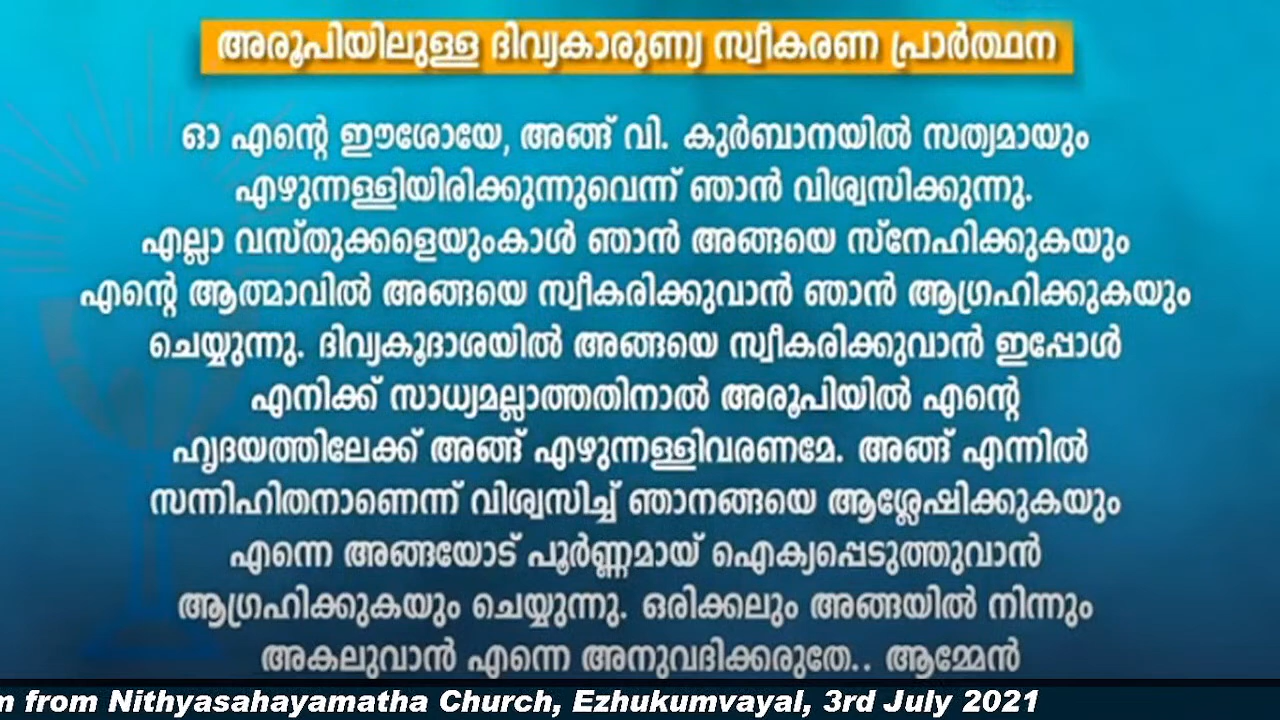 അരൂപിയിലുള്ള ദിവ്യകാരുണ്യ സ്വീകരണ പ്രാർത്ഥന
ഓ എന്റെ ഈശോയേ, അങ്ങ് വി. കുർബാനയിൽ സത്യമായും
എഴുന്നള്ളിയിരിക്കുന്നുവെന്ന് ഞാൻ വിശ്വസിക്കുന്നു.
എല്ലാ വസ്തുക്കളെയുംകാൾ ഞാൻ അങ്ങയെ സ്നേഹിക്കുകയും
എന്റെ ആത്മാവിൽ അങ്ങയെ സ്വീകരിക്കുവാൻ ഞാൻ ആഗ്രഹിക്കുകയും
ചെയ്യുന്നു. ദിവ്യകൂദാശയിൽ അങ്ങയെ സ്വീകരിക്കുവാൻ ഇപ്പോൾ
എനിക്ക് സാധ്യമല്ലാത്തതിനാൽ അരൂപിയിൽ എന്റെ
ഹൃദയത്തിലേക്ക് അങ്ങ് എഴുന്നള്ളിവരണമേ. അങ്ങ് എന്നിൽ
സന്നിഹിതനാണെന്ന് വിശ്വസിച്ച് ഞാനങ്ങയെ ആശ്ലേഷിക്കുകയും
എന്നെ അങ്ങയോട് പൂർണ്ണമായ് ഐക്യപ്പെടുത്തുവാൻ
ആഗ്രഹിക്കുകയും ചെയ്യുന്നു. ഒരിക്കലും അങ്ങയിൽ നിന്നും
അകലുവാൻ എന്നെ അനുവദിക്കരുതേ.. ആമ്മേൻ
from Nithyasahayamatha Church, Ezhukumvayal, 3rd July 2021